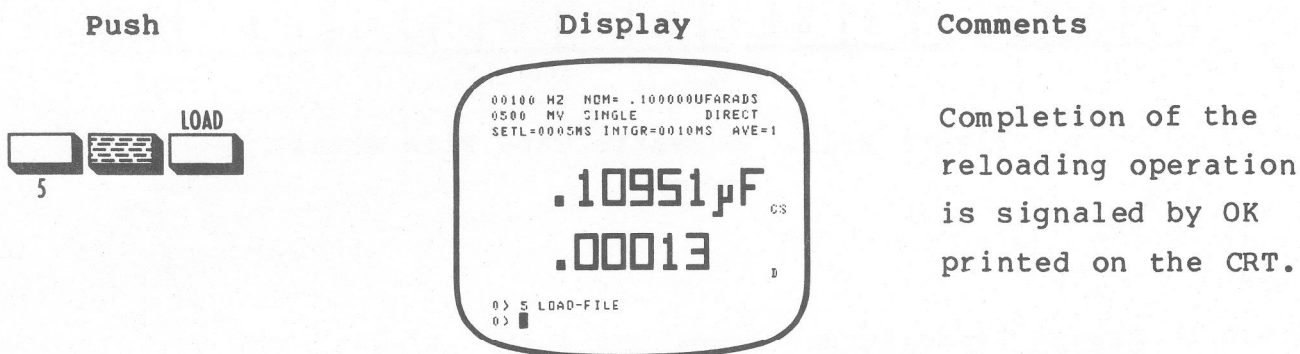 Push Display Comments
LOAD
5
00100 HZ NOM= .100000UFARADS
0500 MV SINGLE DIRECT
SETL=0005MS INTGR=0010MS AVE=1
.10951µF CS
.00013 D
0> 5 LOAD-FILE
0>
Completion of the
reloading operation
is signaled by OK
printed on the CRT.